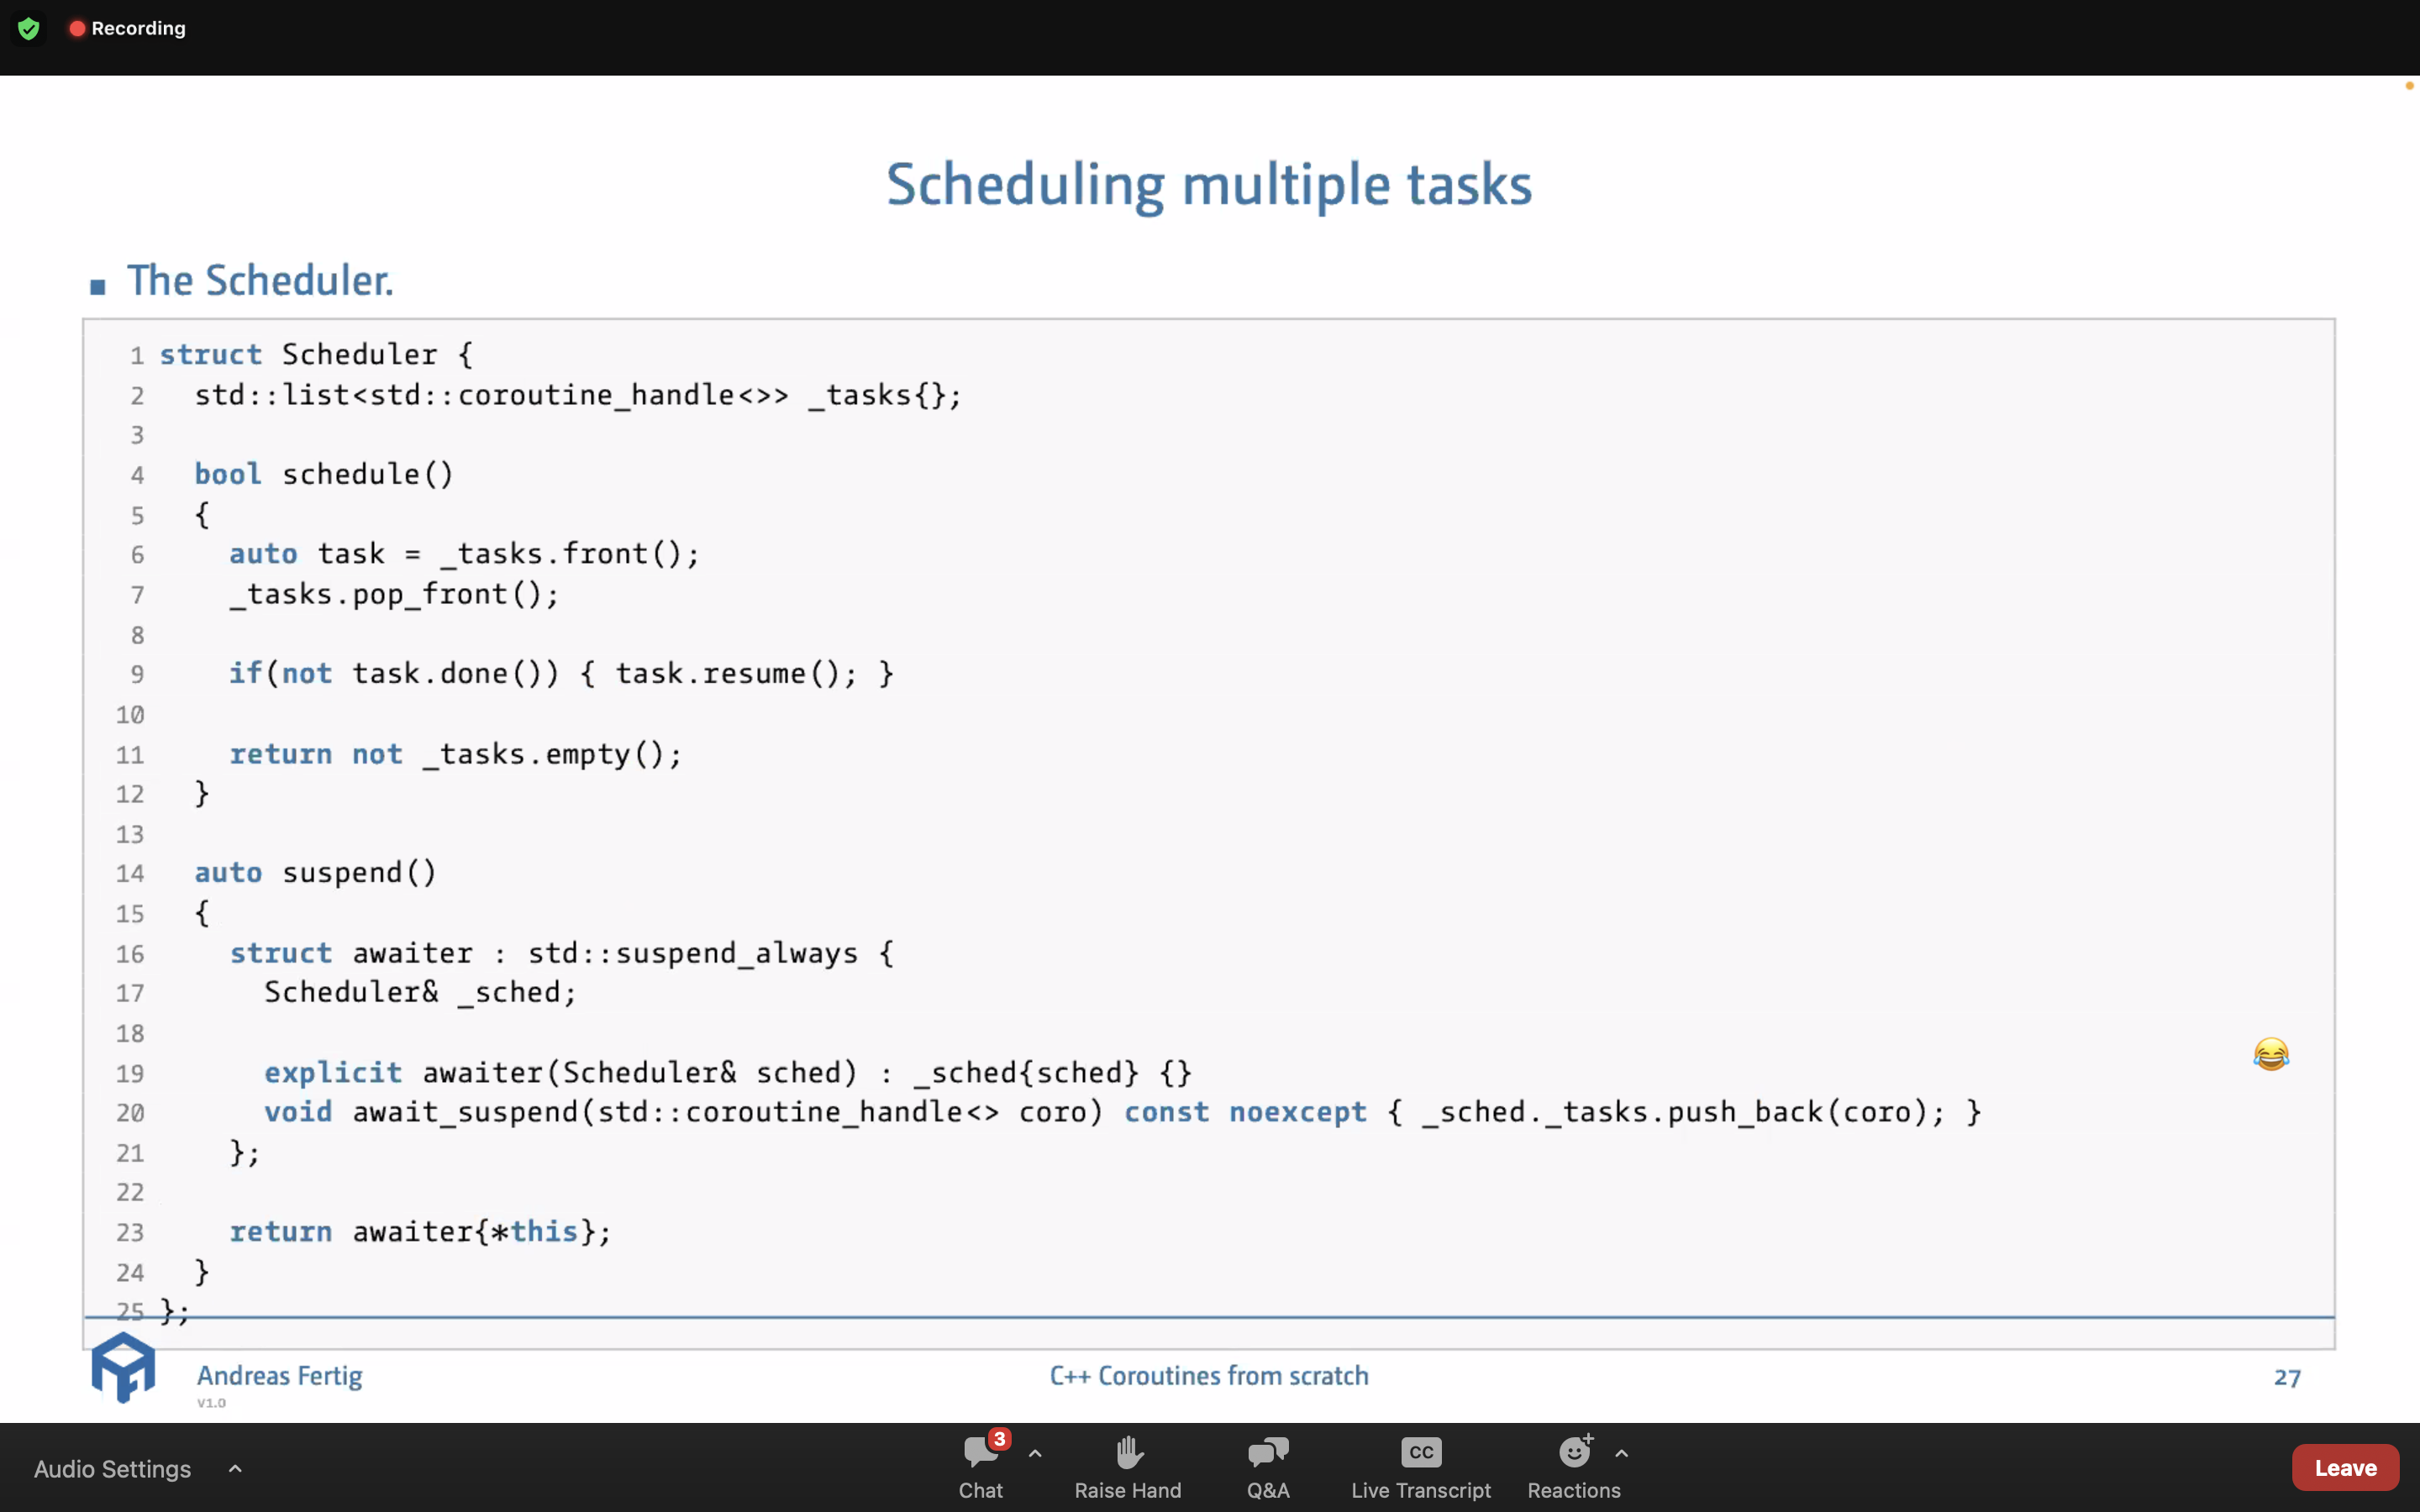 Recording
Scheduling multiple tasks
The Scheduler.
1 struct Scheduler {
2   std::list<std::coroutine_handle<>> _tasks{};
3
4   bool schedule()
5   {
6     auto task = _tasks.front();
7     _tasks.pop_front();
8
9     if(not task.done()) { task.resume(); }
10
11     return not _tasks.empty();
12   }
13
14   auto suspend()
15   {
16     struct awaiter : std::suspend_always {
17       Scheduler& _sched;
18
19       explicit awaiter(Scheduler& sched) : _sched{sched} {}
20       void await_suspend(std::coroutine_handle<> coro) const noexcept { _sched._tasks.push_back(coro); }
21     };
22
23     return awaiter{*this};
24   }
25 };
Andreas Fertig
v1.0
C++ Coroutines from scratch
27
Audio Settings
3
Chat
Raise Hand
Q&A
CC
Live Transcript
Reactions
Leave